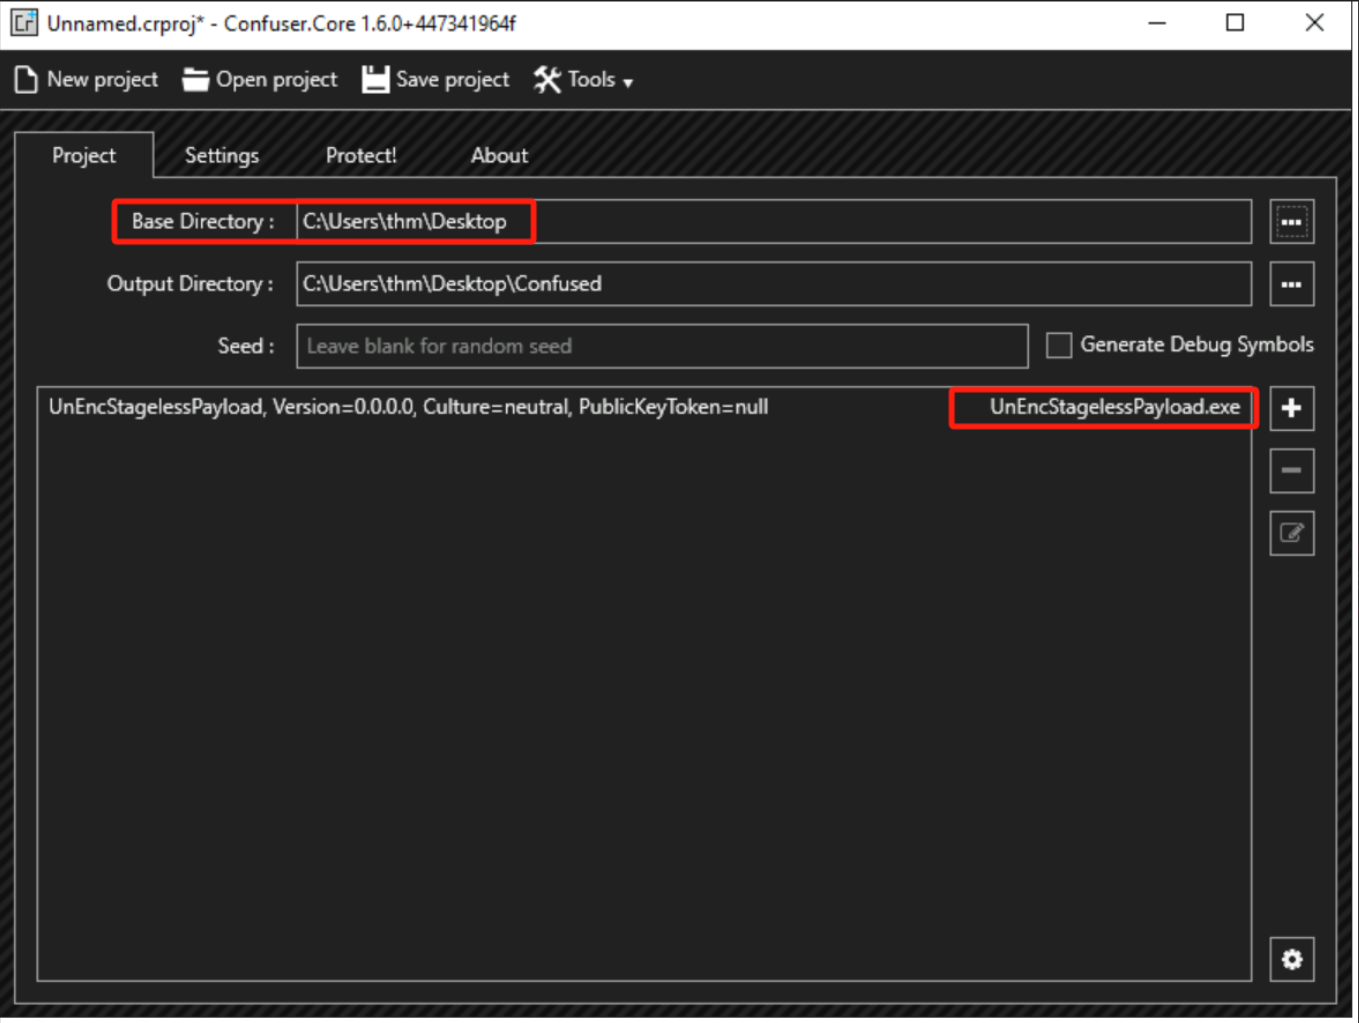 Cr Unnamed.crproj* - Confuser.Core 1.6.0+447341964f
New project Open project Save project Tools
Project Settings Protect! About
Base Directory : C:\Users\thm\Desktop
Output Directory : C:\Users\thm\Desktop\Confused
Seed : Leave blank for random seed Generate Debug Symbols
UnEncStagelessPayload, Version=0.0.0.0, Culture=neutral, PublicKeyToken=null UnEncStagelessPayload.exe